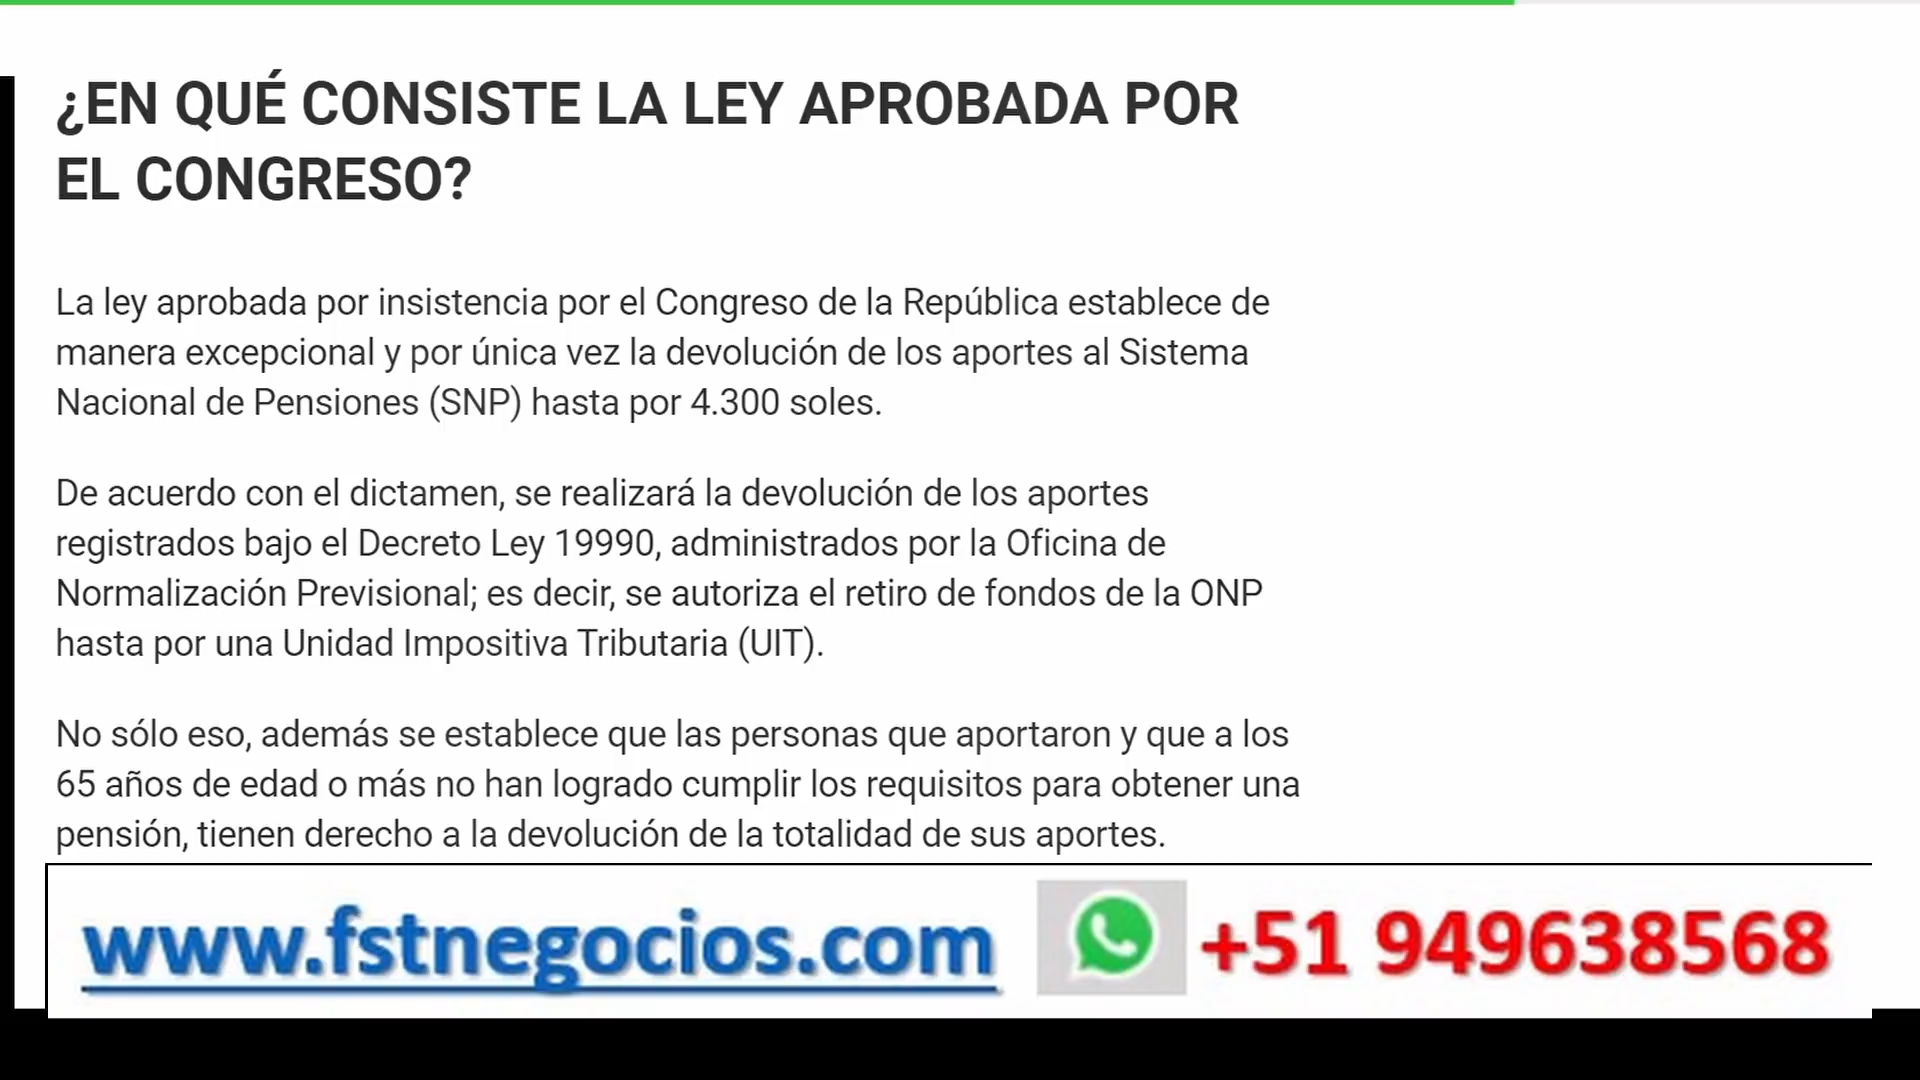 ¿EN QUÉ CONSISTE LA LEY APROBADA POR
EL CONGRESO?
La ley aprobada por insistencia por el Congreso de la República establece de
manera excepcional y por única vez la devolución de los aportes al Sistema
Nacional de Pensiones (SNP) hasta por 4.300 soles.
De acuerdo con el dictamen, se realizará la devolución de los aportes
registrados bajo el Decreto Ley 19990, administrados por la Oficina de
Normalización Previsional; es decir, se autoriza el retiro de fondos de la ONP
hasta por una Unidad Impositiva Tributaria (UIT).
No sólo eso, además se establece que las personas que aportaron y que a los
65 años de edad o más no han logrado cumplir los requisitos para obtener una
pensión, tienen derecho a la devolución de la totalidad de sus aportes.
www.fstnegocios.com +51 949638568